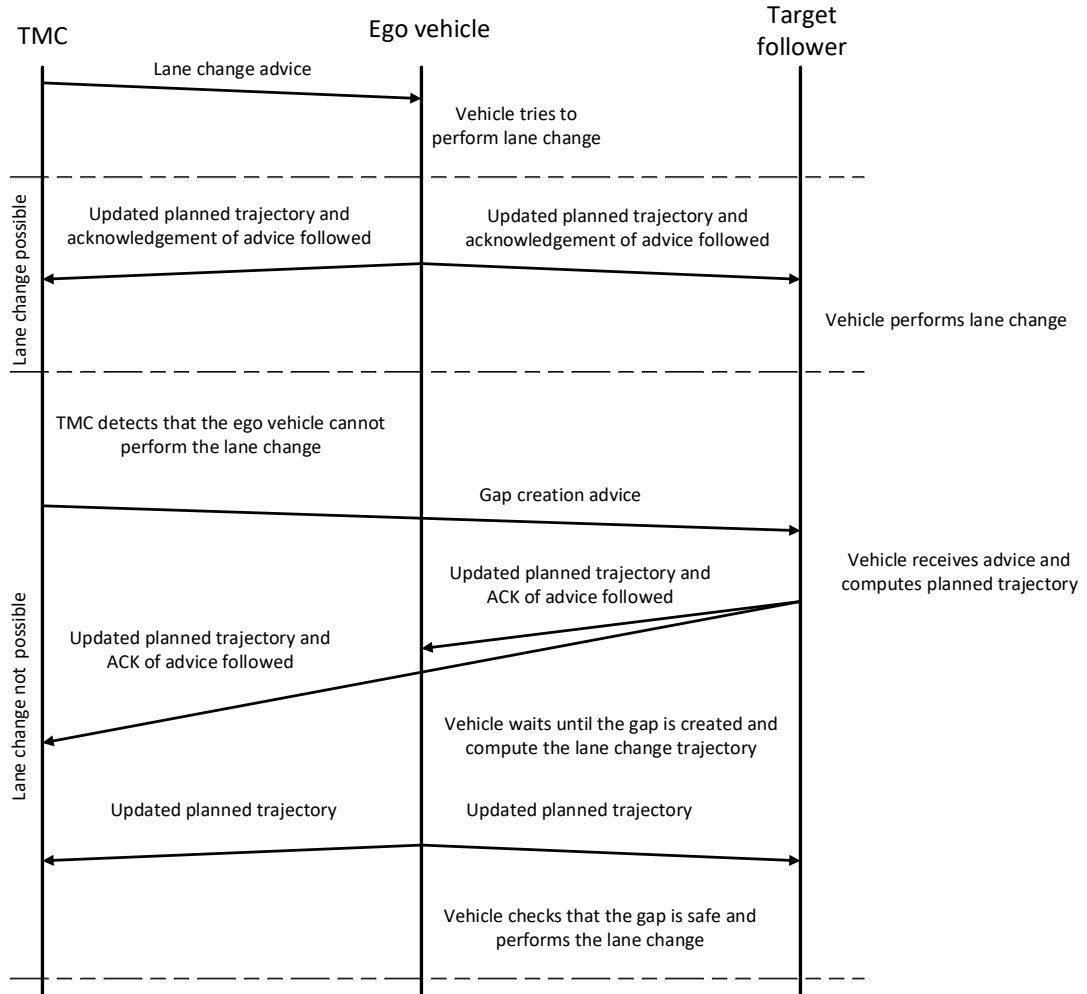 TMC
Ego vehicle
Target
follower
Lane change advice
Vehicle tries to
perform lane change
Lane change possible
Updated planned trajectory and
acknowledgement of advice followed
Updated planned trajectory and
acknowledgement of advice followed
Vehicle performs lane change
Lane change not possible
TMC detects that the ego vehicle cannot
perform the lane change
Gap creation advice
Vehicle receives advice and
computes planned trajectory
Updated planned trajectory and
ACK of advice followed
Updated planned trajectory and
ACK of advice followed
Vehicle waits until the gap is created and
compute the lane change trajectory
Updated planned trajectory
Updated planned trajectory
Vehicle checks that the gap is safe and
performs the lane change